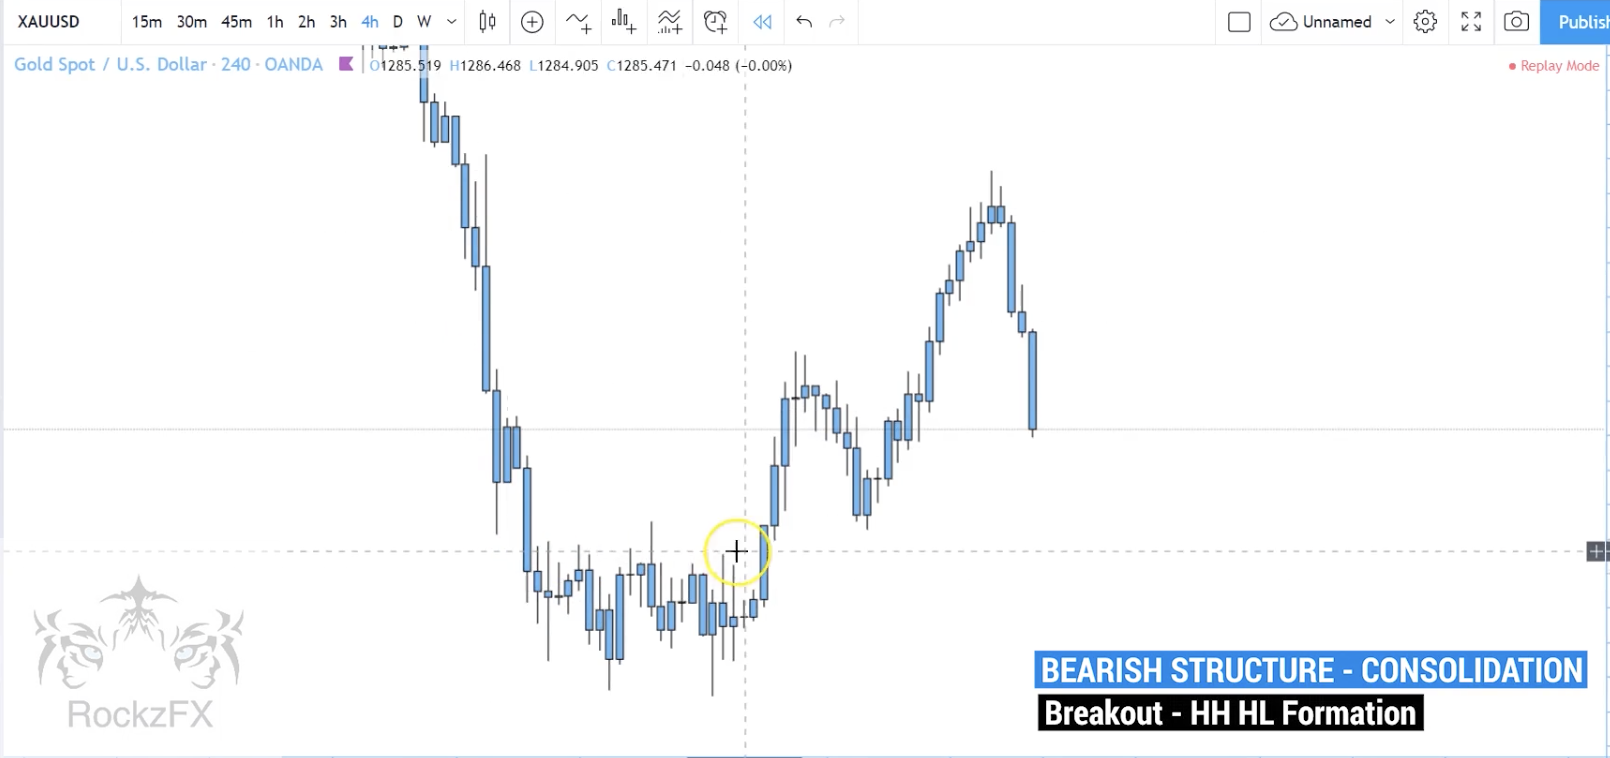 XAUUSD 15m 30m 45m 1h 2h 3h 4h D W Unnamed Publish
Gold Spot / U.S. Dollar · 240 · OANDA O1285.519 H1286.468 L1284.905 C1285.471 −0.048 (−0.00%) Replay Mode
BEARISH STRUCTURE - CONSOLIDATION
Breakout - HH HL Formation
RockzFX